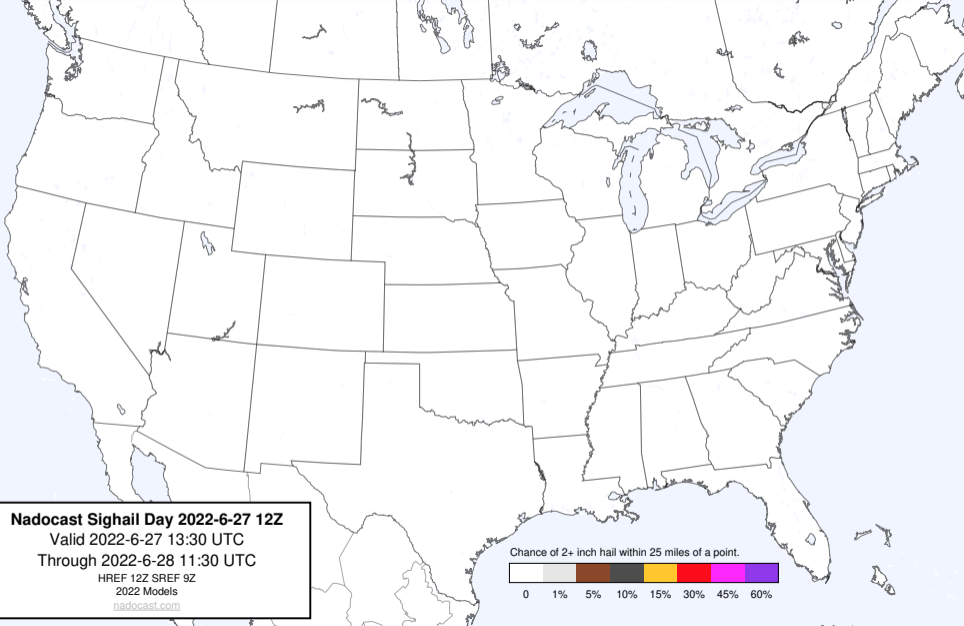 Nadocast Sighail Day 2022-6-27 12Z
Valid 2022-6-27 13:30 UTC
Through 2022-6-28 11:30 UTC
HREF 12Z SREF 9Z
2022 Models
nadocast.com
Chance of 2+ inch hail within 25 miles of a point.
0 1% 5% 10% 15% 30% 45% 60%